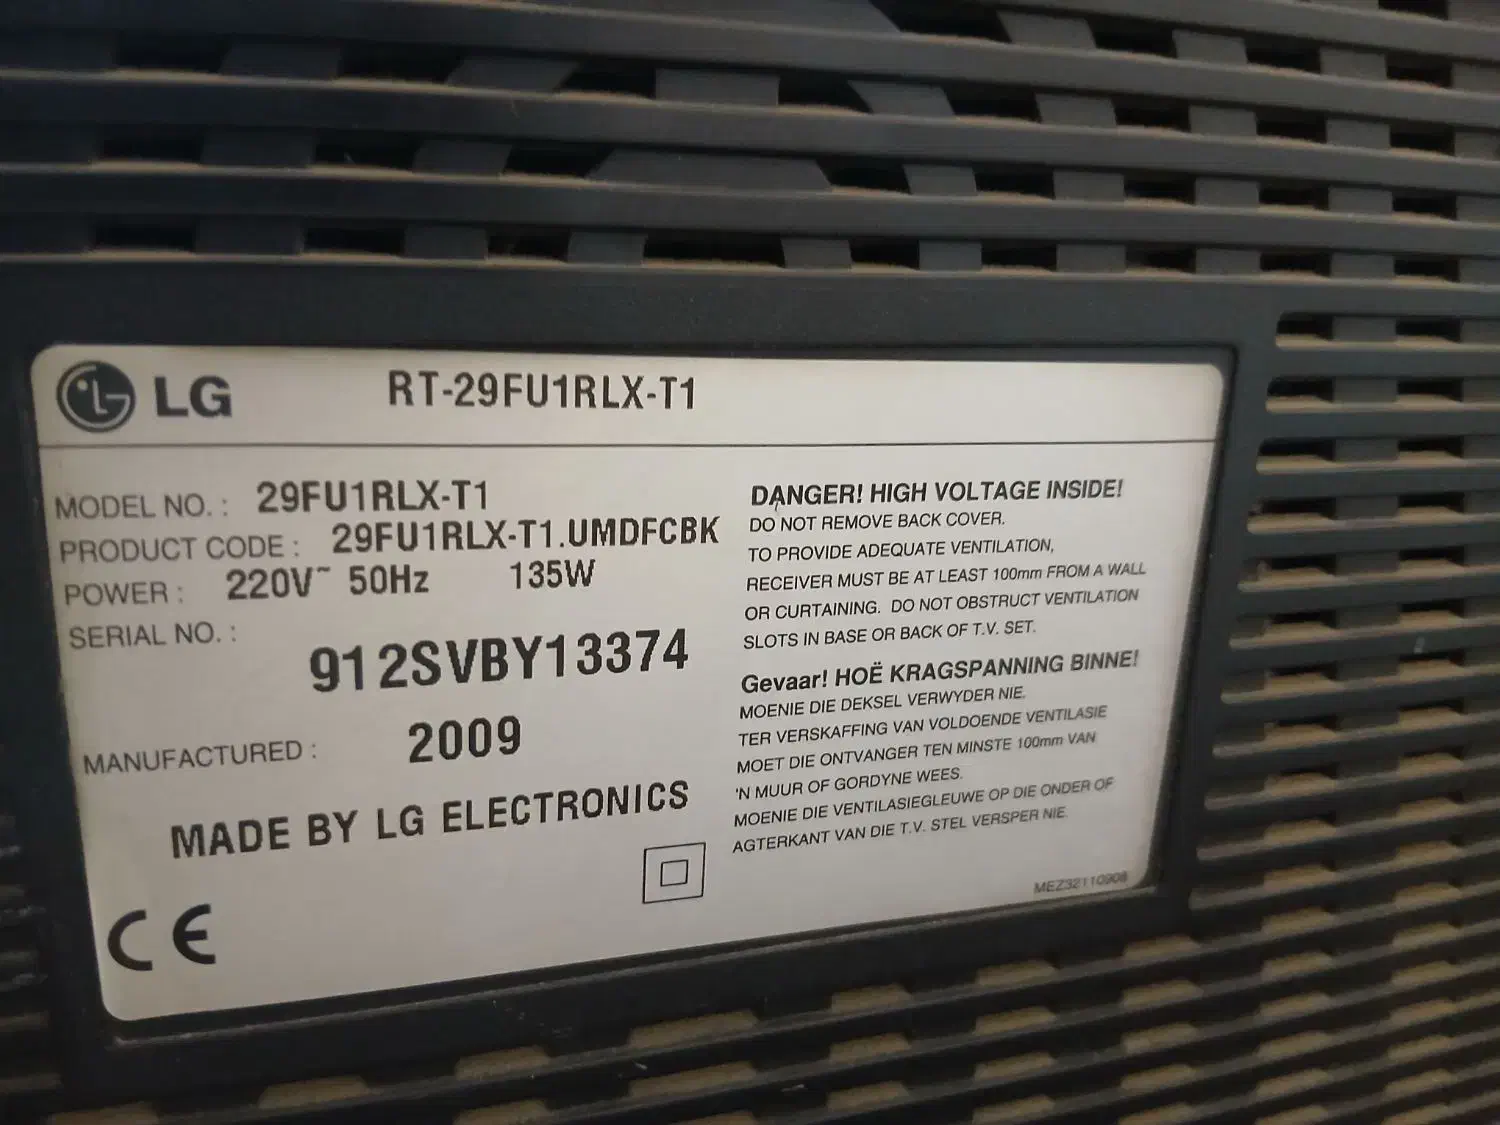 LG RT-29FU1RLX-T1
MODEL NO. : 29FU1RLX-T1
PRODUCT CODE : 29FU1RLX-T1.UMDFCBK
POWER : 220V~ 50Hz 135W
SERIAL NO. :
912SVBY13374
MANUFACTURED : 2009
MADE BY LG ELECTRONICS
CE
DANGER! HIGH VOLTAGE INSIDE!
DO NOT REMOVE BACK COVER.
TO PROVIDE ADEQUATE VENTILATION,
RECEIVER MUST BE AT LEAST 100mm FROM A WALL
OR CURTAINING. DO NOT OBSTRUCT VENTILATION
SLOTS IN BASE OR BACK OF T.V. SET.
Gevaar! HOË KRAGSPANNING BINNE!
MOENIE DIE DEKSEL VERWYDER NIE.
TER VERSKAFFING VAN VOLDOENDE VENTILASIE
MOET DIE ONTVANGER TEN MINSTE 100mm VAN
'N MUUR OF GORDYNE WEES.
MOENIE DIE VENTILASIEGLEUWE OP DIE ONDER OF
AGTERKANT VAN DIE T.V. STEL VERSPER NIE.
MEZ32110908